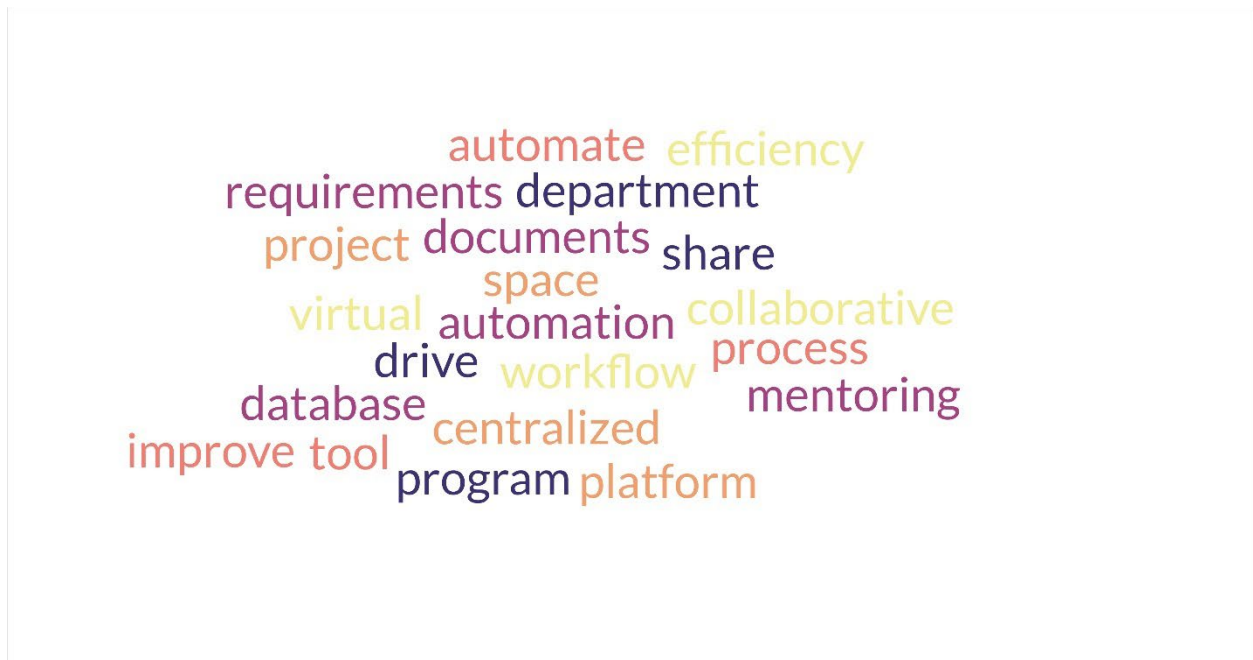 automate efficiency
requirements department
project documents share
space
virtual automation collaborative
drive workflow process
database mentoring
improve tool centralized
program platform